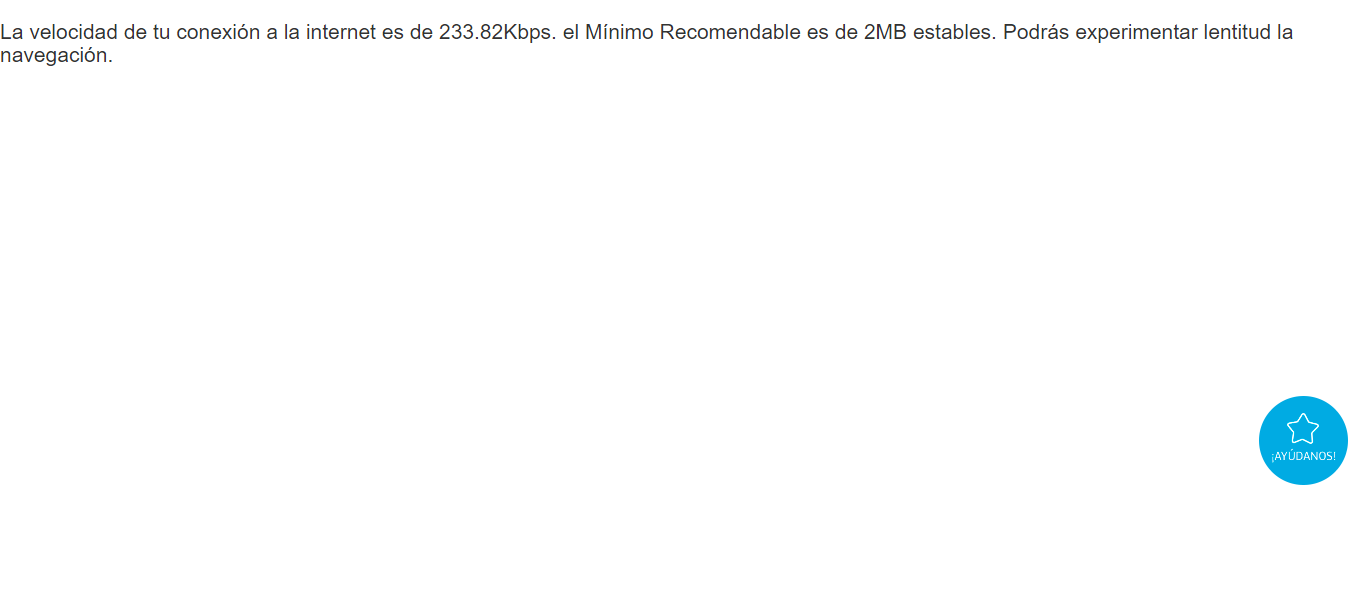 La velocidad de tu conexión a la internet es de 233.82Kbps. el Mínimo Recomendable es de 2MB estables. Podrás experimentar lentitud la
navegación.
¡AYÚDANOS!